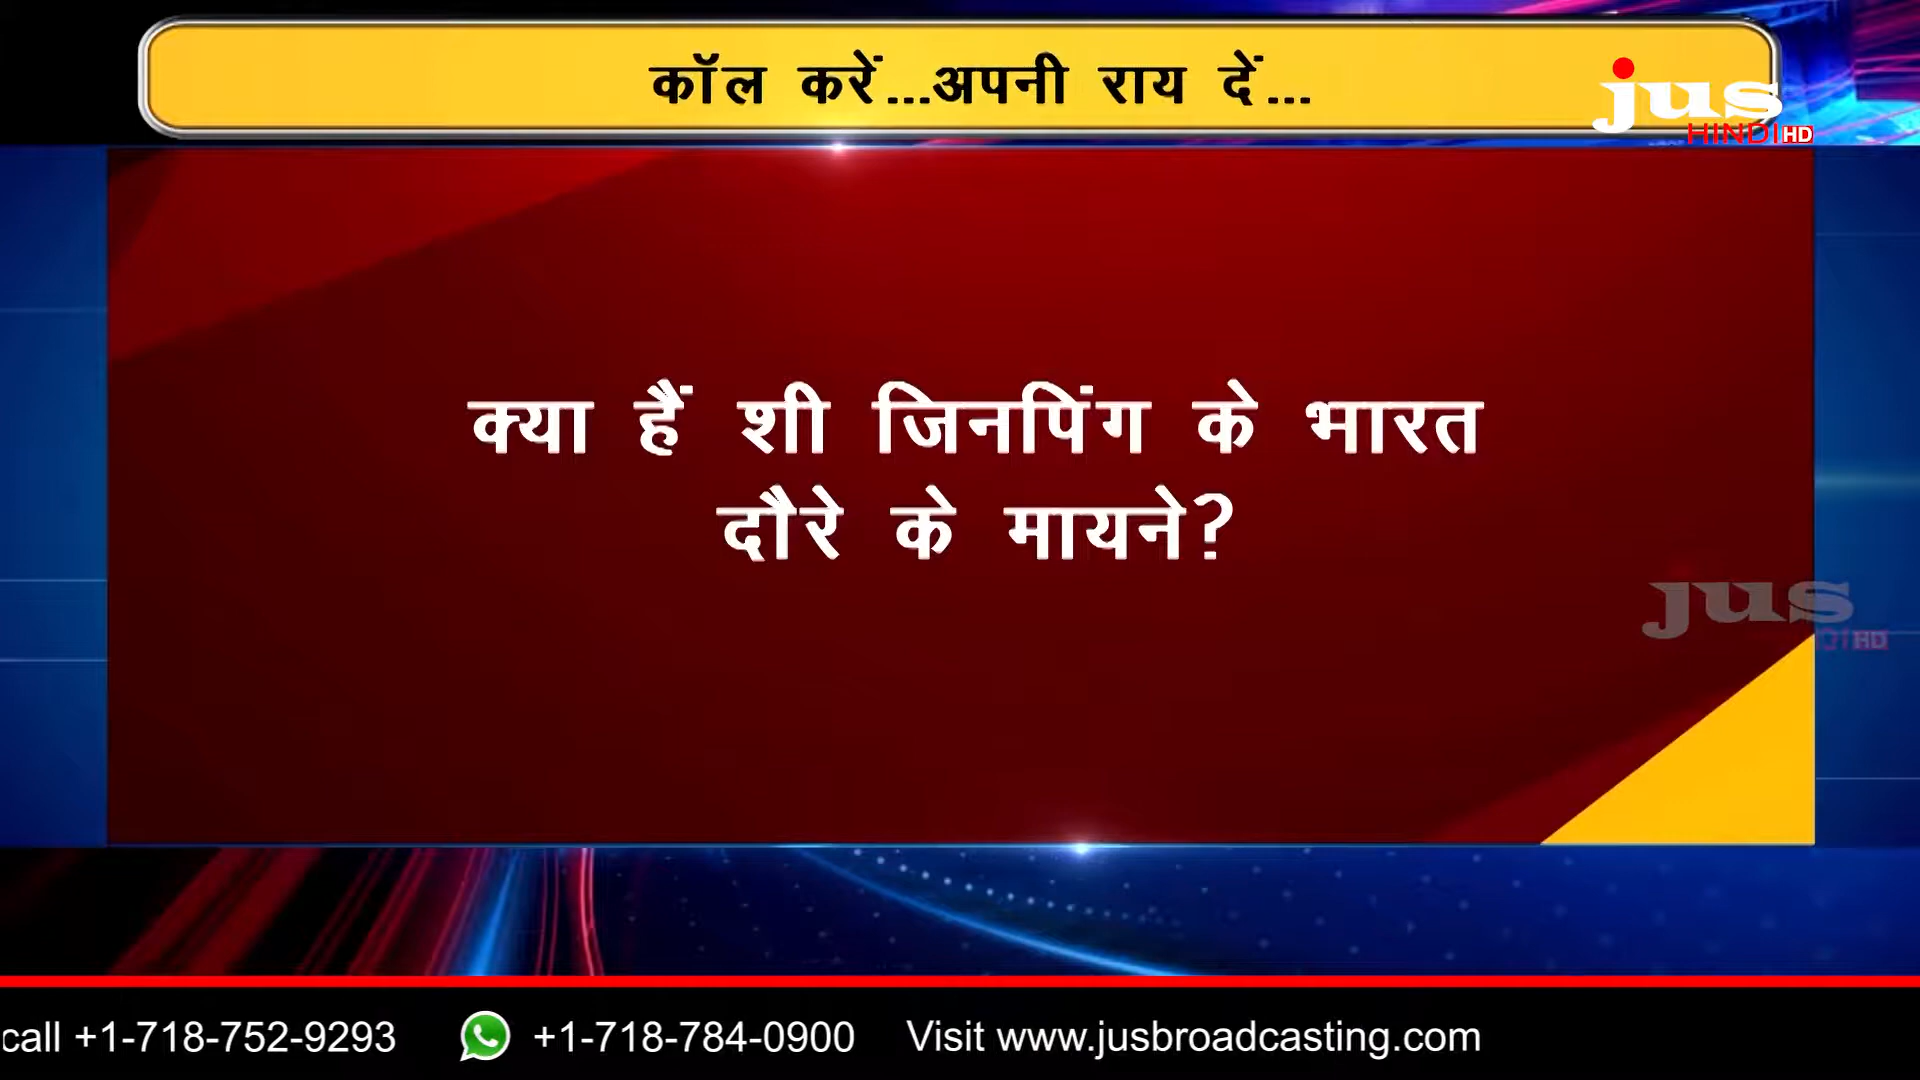 कॉल करें...अपनी राय दें...
jus
HINDI HD
क्या हैं शी जिनपिंग के भारत
दौरे के मायने?
jus
HD
call +1-718-752-9293 +1-718-784-0900 Visit www.jusbroadcasting.com